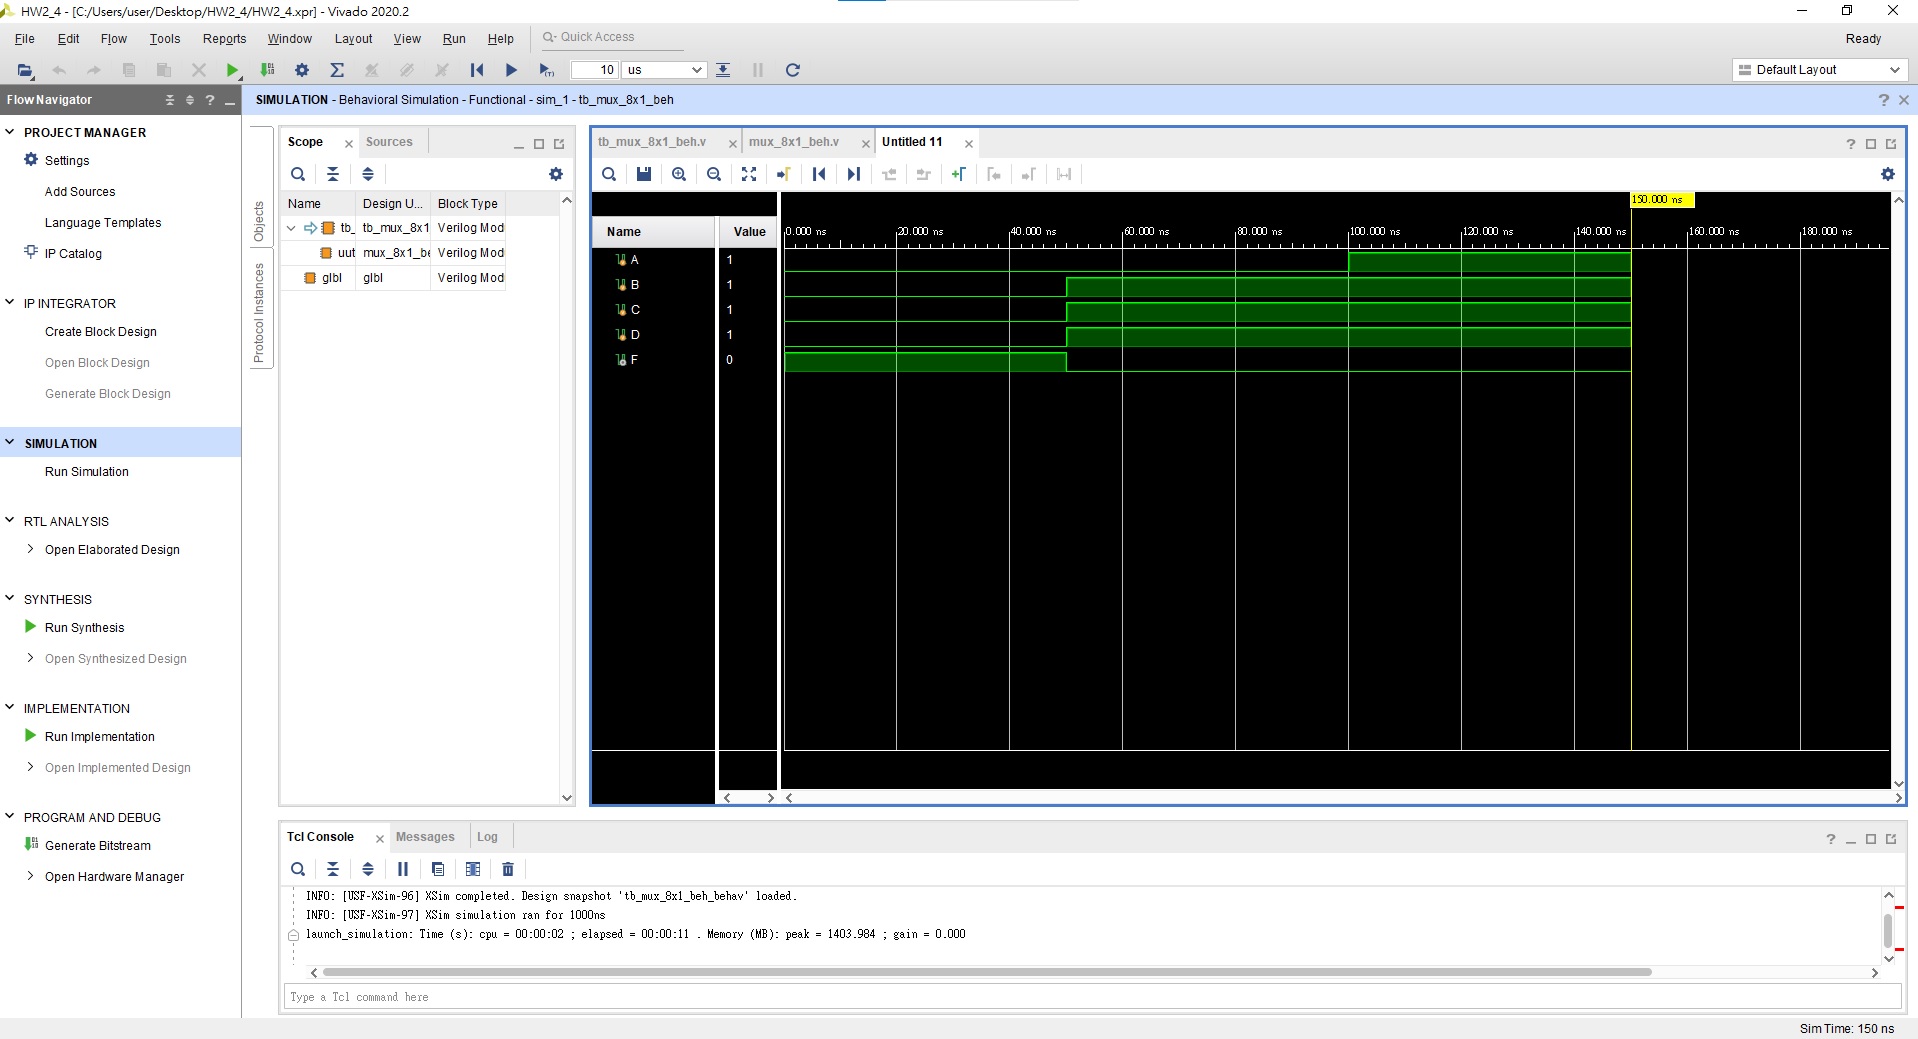 HW2_4 - [C:/Users/user/Desktop/HW2_4/HW2_4.xpr] - Vivado 2020.2
File Edit Flow Tools Reports Window Layout View Run Help Quick Access
Ready
10 us Default Layout
Flow Navigator
SIMULATION - Behavioral Simulation - Functional - sim_1 - tb_mux_8x1_beh
PROJECT MANAGER
Settings
Add Sources
Language Templates
IP Catalog
IP INTEGRATOR
Create Block Design
Open Block Design
Generate Block Design
SIMULATION
Run Simulation
RTL ANALYSIS
Open Elaborated Design
SYNTHESIS
Run Synthesis
Open Synthesized Design
IMPLEMENTATION
Run Implementation
Open Implemented Design
PROGRAM AND DEBUG
Generate Bitstream
Open Hardware Manager
Objects
Protocol Instances
Scope Sources
Name Design U... Block Type
tb_ tb_mux_8x1 Verilog Mod
uut mux_8x1_be Verilog Mod
glbl glbl Verilog Mod
tb_mux_8x1_beh.v mux_8x1_beh.v Untitled 11
150.000 ns
Name Value
0.000 ns 20.000 ns 40.000 ns 60.000 ns 80.000 ns 100.000 ns 120.000 ns 140.000 ns 160.000 ns 180.000 ns
A 1
B 1
C 1
D 1
F 0
Tcl Console Messages Log
INFO: [USF-XSim-96] XSim completed. Design snapshot 'tb_mux_8x1_beh_behav' loaded.
INFO: [USF-XSim-97] XSim simulation ran for 1000ns
launch_simulation: Time (s): cpu = 00:00:02 ; elapsed = 00:00:11 . Memory (MB): peak = 1403.984 ; gain = 0.000
Type a Tcl command here
Sim Time: 150 ns